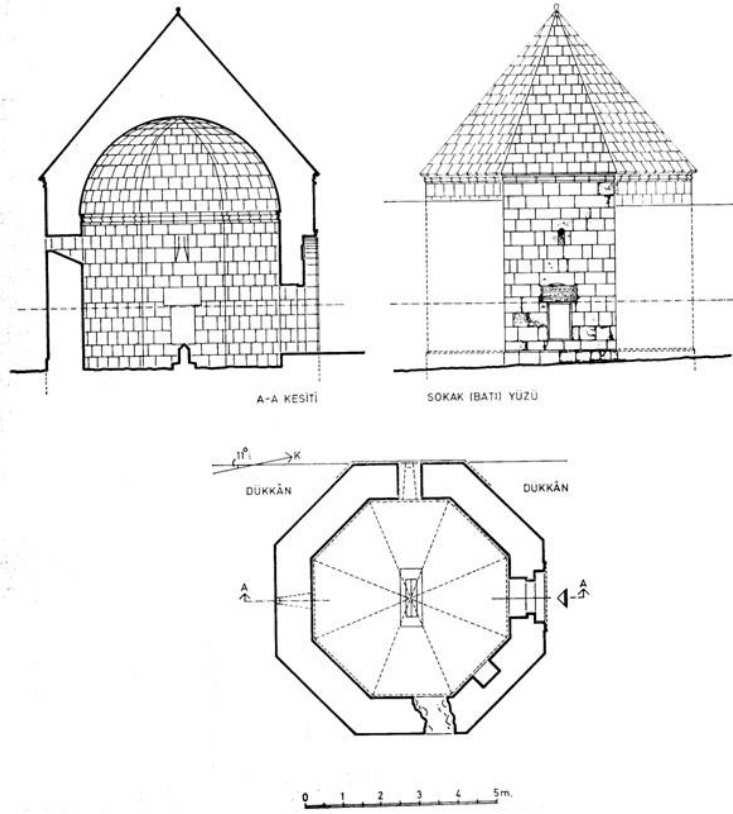 A-A KESİTİ
SOKAK (BATI) YÜZÜ
11°
K
DÜKKÂN
DÜKKÂN
A
A
0 1 2 3 4 5m.